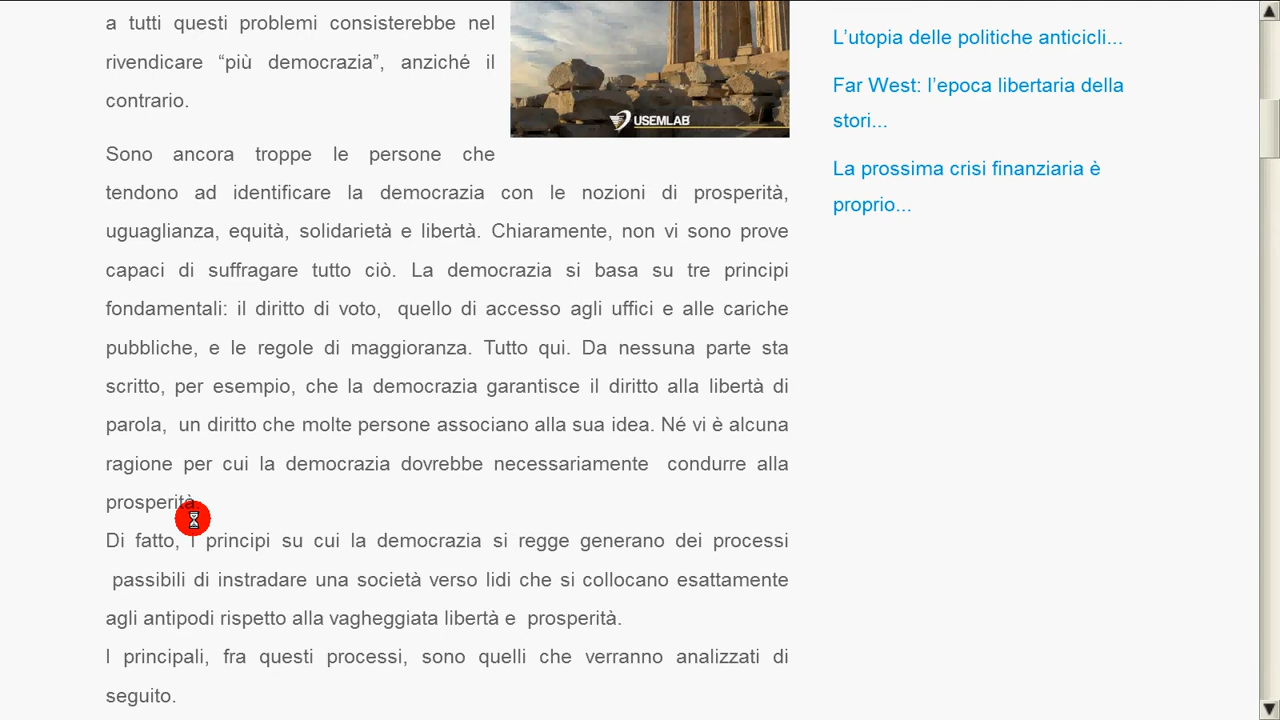 a tutti questi problemi consisterebbe nel
rivendicare “più democrazia”, anziché il
contrario.
USEMLAB
Sono ancora troppe le persone che
tendono ad identificare la democrazia con le nozioni di prosperità,
uguaglianza, equità, solidarietà e libertà. Chiaramente, non vi sono prove
capaci di suffragare tutto ciò. La democrazia si basa su tre principi
fondamentali: il diritto di voto, quello di accesso agli uffici e alle cariche
pubbliche, e le regole di maggioranza. Tutto qui. Da nessuna parte sta
scritto, per esempio, che la democrazia garantisce il diritto alla libertà di
parola, un diritto che molte persone associano alla sua idea. Né vi è alcuna
ragione per cui la democrazia dovrebbe necessariamente condurre alla
prosperità.
Di fatto, i principi su cui la democrazia si regge generano dei processi
passibili di instradare una società verso lidi che si collocano esattamente
agli antipodi rispetto alla vagheggiata libertà e prosperità.
I principali, fra questi processi, sono quelli che verranno analizzati di
seguito.
L’utopia delle politiche anticicli...
Far West: l’epoca libertaria della
stori...
La prossima crisi finanziaria è
proprio...